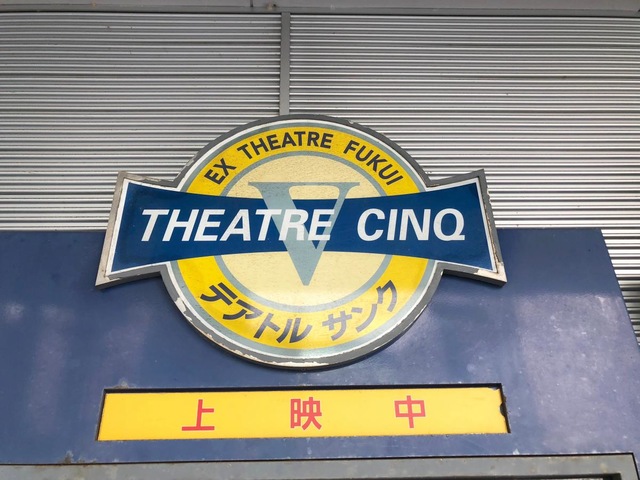 EX THEATRE FUKUI
V
THEATRE CINQ
テアトル サンク
上映中